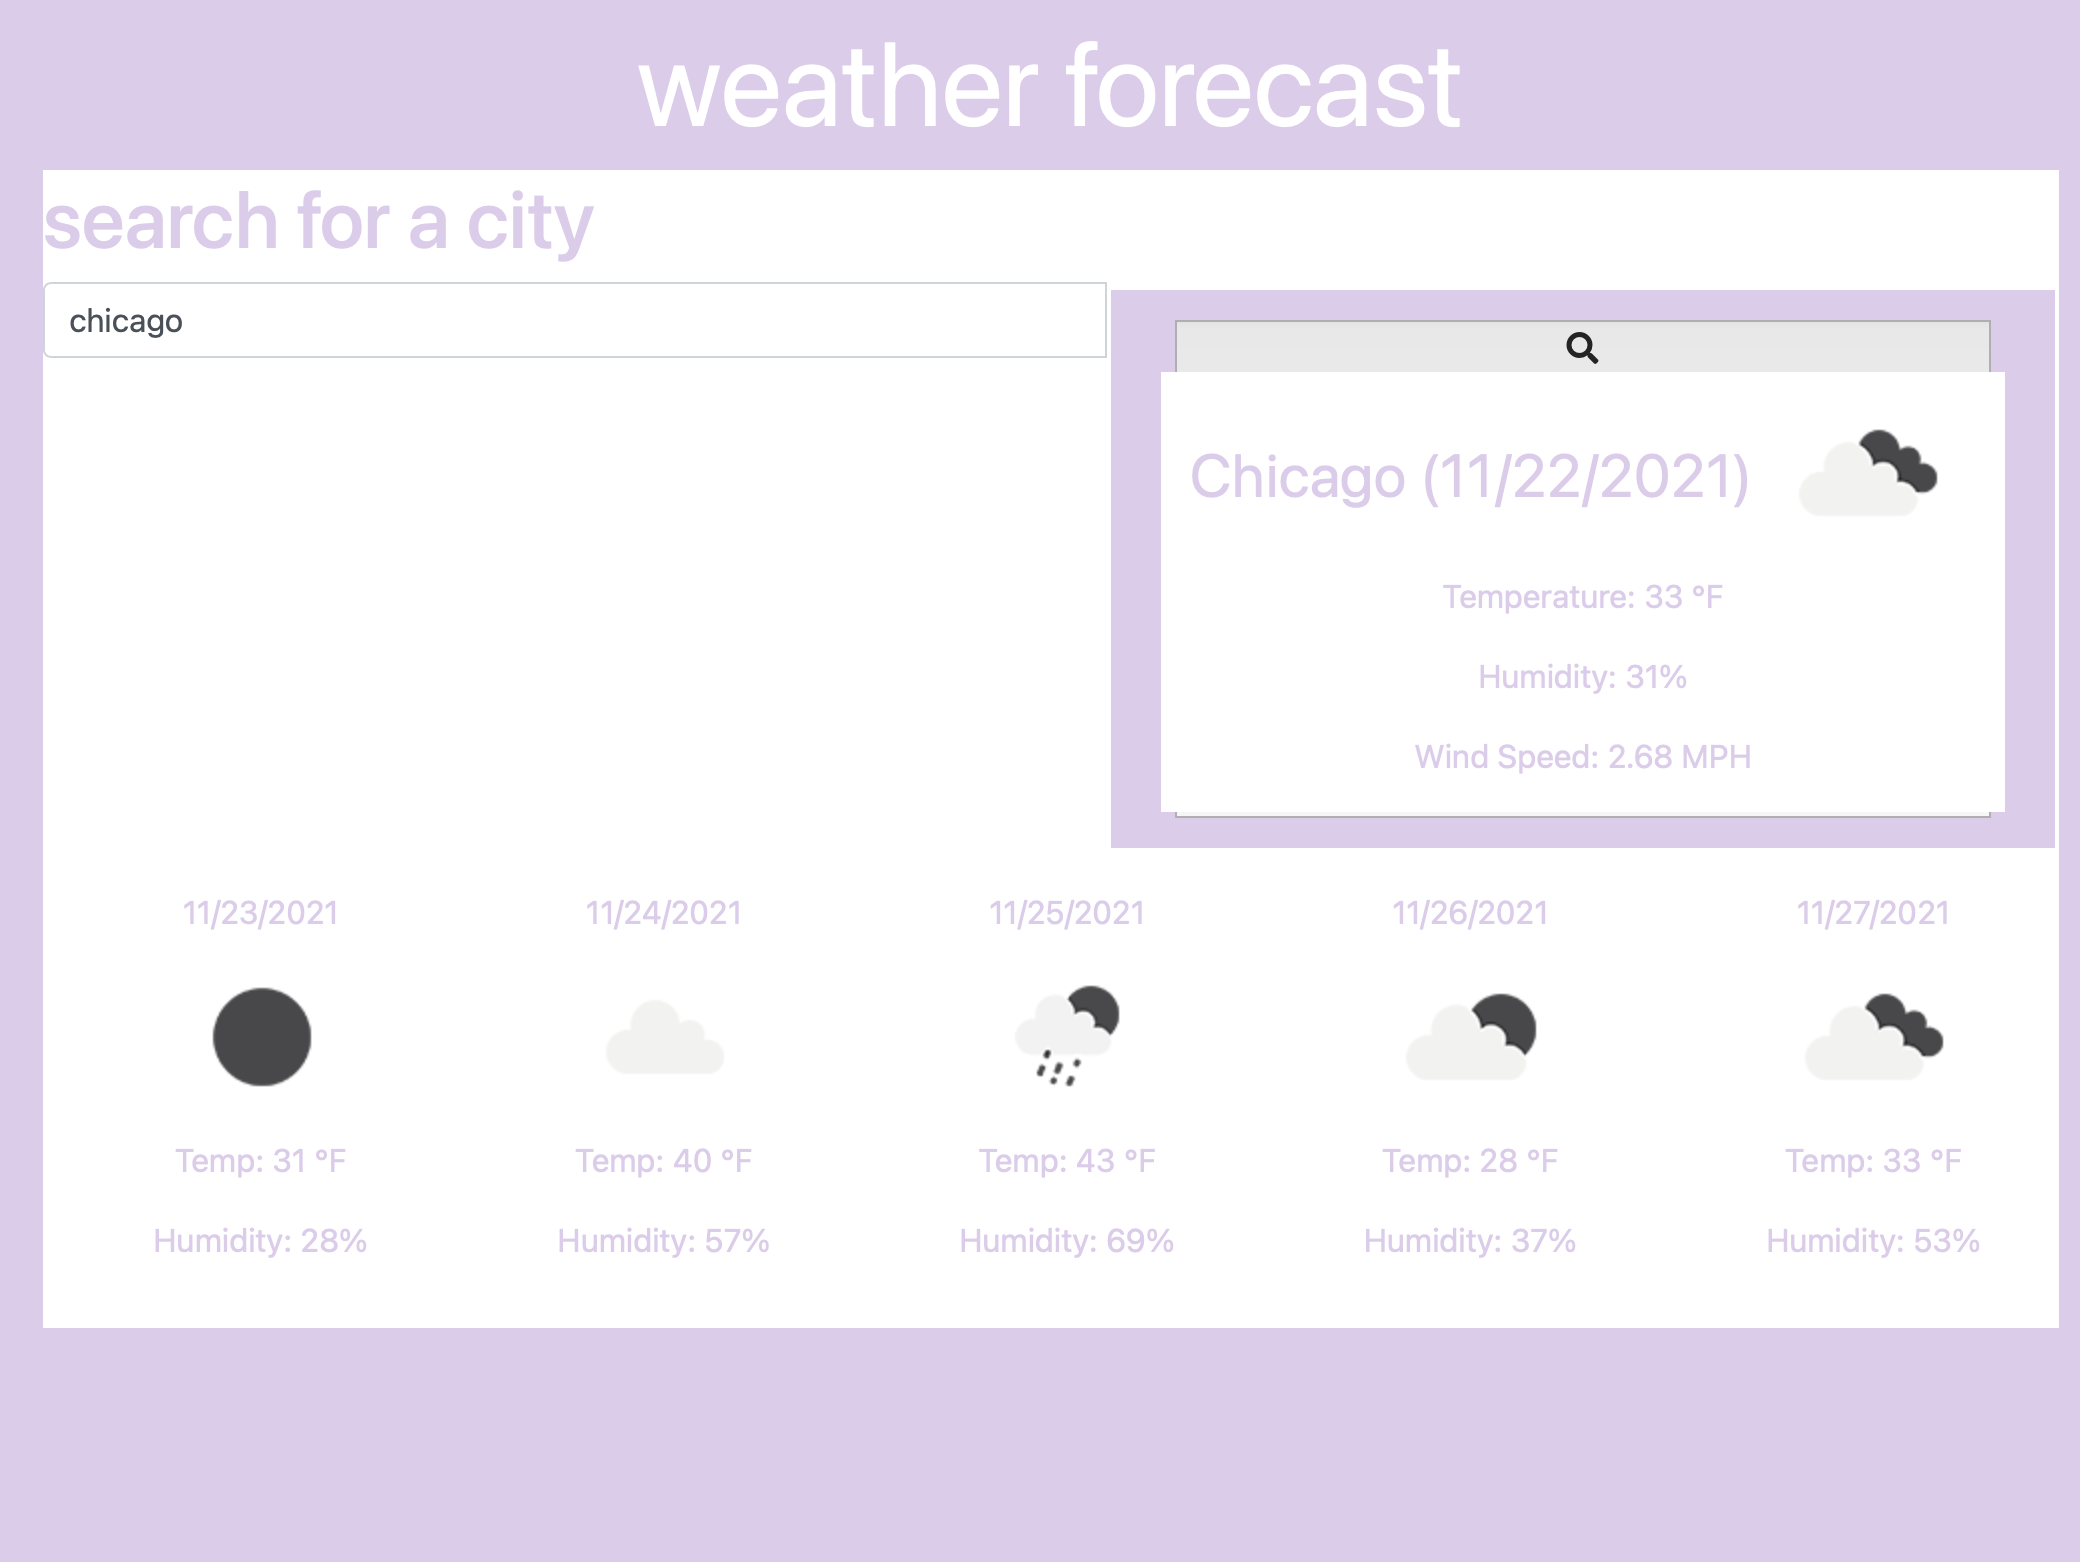 weather forecast
search for a city
chicago
Chicago (11/22/2021)
Temperature: 33 °F
Humidity: 31%
Wind Speed: 2.68 MPH
11/23/2021
Temp: 31 °F
Humidity: 28%
11/24/2021
Temp: 40 °F
Humidity: 57%
11/25/2021
Temp: 43 °F
Humidity: 69%
11/26/2021
Temp: 28 °F
Humidity: 37%
11/27/2021
Temp: 33 °F
Humidity: 53%